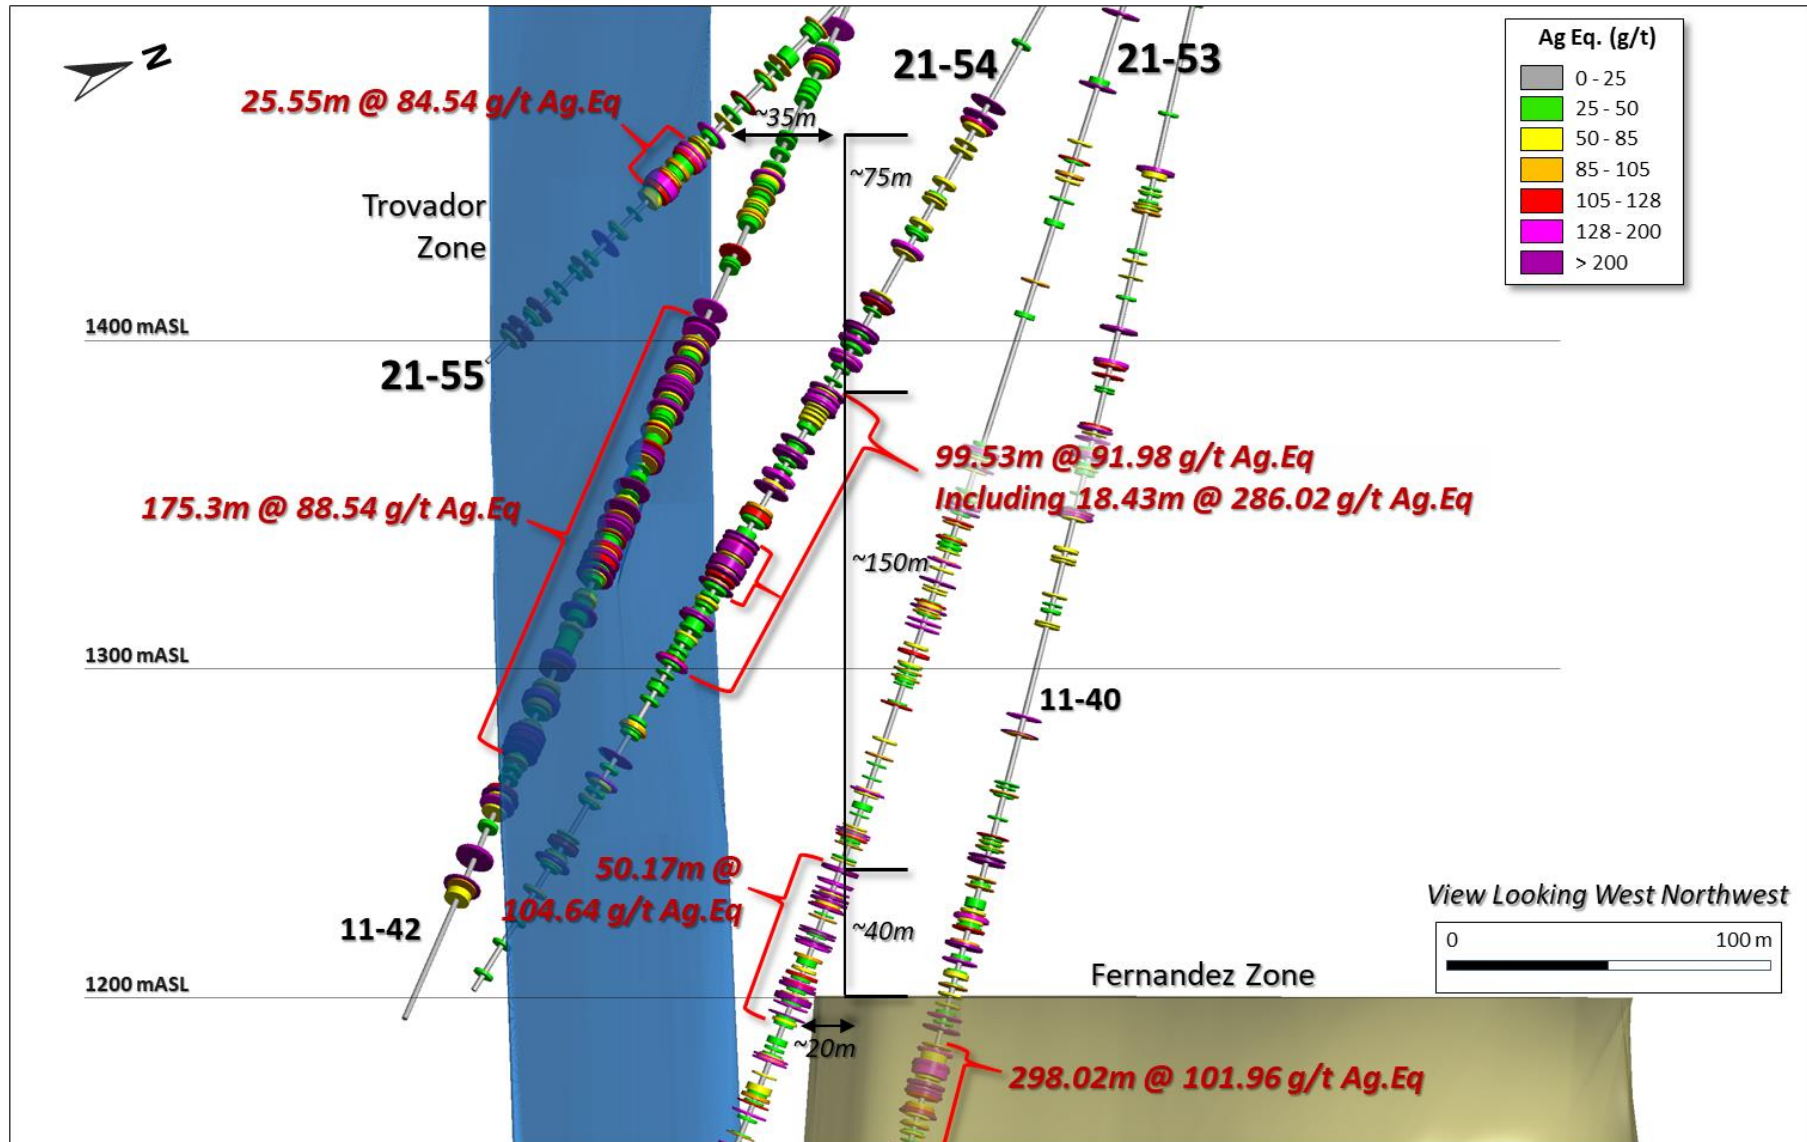 N
21-54
21-53
25.55m @ 84.54 g/t Ag.Eq
~35m
~75m
Trovador
Zone
1400 mASL
21-55
99.53m @ 91.98 g/t Ag.Eq
Including 18.43m @ 286.02 g/t Ag.Eq
175.3m @ 88.54 g/t Ag.Eq
~150m
1300 mASL
11-40
50.17m @
104.64 g/t Ag.Eq
11-42
~40m
1200 mASL
Fernandez Zone
~20m
298.02m @ 101.96 g/t Ag.Eq
Ag Eq. (g/t)
0 - 25
25 - 50
50 - 85
85 - 105
105 - 128
128 - 200
> 200
View Looking West Northwest
0 100 m